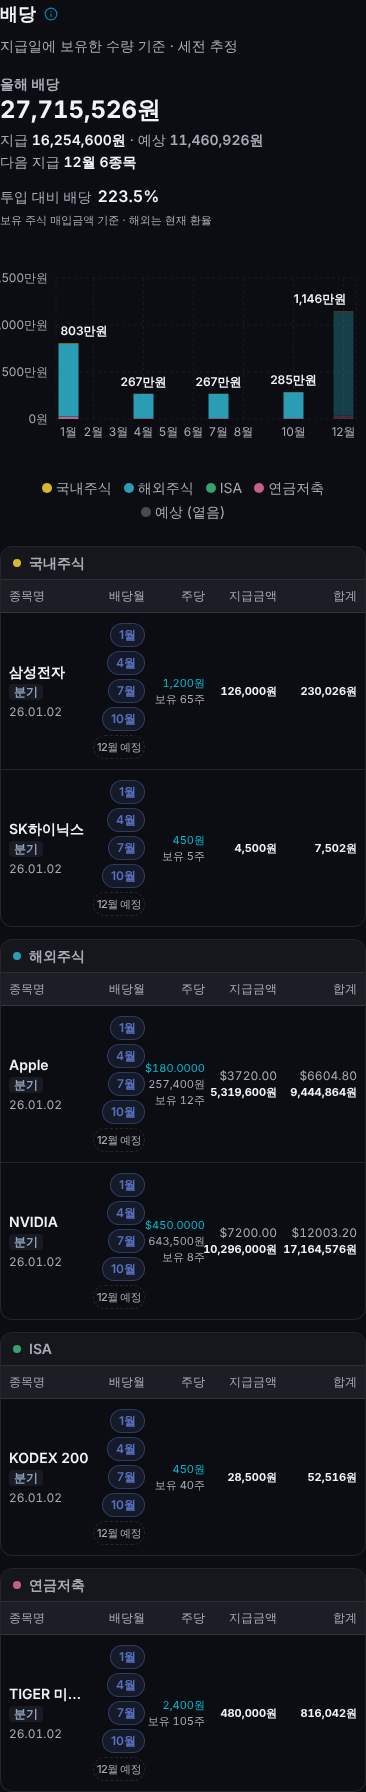 배당
지급일에 보유한 수량 기준 · 세전 추정
올해 배당
27,715,526원
지급 16,254,600원 · 예상 11,460,926원
다음 지급 12월 6종목
투입 대비 배당 223.5%
보유 주식 매입금액 기준 · 해외는 현재 환율
,500만원
1,146만원
,000만원
803만원
500만원
267만원 267만원 285만원
0원
1월 2월 3월 4월 5월 6월 7월 8월 10월 12월
국내주식 해외주식 ISA 연금저축
예상 (옅음)
국내주식
종목명 배당월 주당 지급금액 합계
삼성전자
분기
26.01.02
1월
4월
7월
10월
12월 예정
1,200원
보유 65주
126,000원
230,026원
SK하이닉스
분기
26.01.02
1월
4월
7월
10월
12월 예정
450원
보유 5주
4,500원
7,502원
해외주식
종목명 배당월 주당 지급금액 합계
Apple
분기
26.01.02
1월
4월
7월
10월
12월 예정
$180.0000
257,400원
보유 12주
$3720.00
5,319,600원
$6604.80
9,444,864원
NVIDIA
분기
26.01.02
1월
4월
7월
10월
12월 예정
$450.0000
643,500원
보유 8주
$7200.00
10,296,000원
$12003.20
17,164,576원
ISA
종목명 배당월 주당 지급금액 합계
KODEX 200
분기
26.01.02
1월
4월
7월
10월
12월 예정
450원
보유 40주
28,500원
52,516원
연금저축
종목명 배당월 주당 지급금액 합계
TIGER 미...
분기
26.01.02
1월
4월
7월
10월
12월 예정
2,400원
보유 105주
480,000원
816,042원